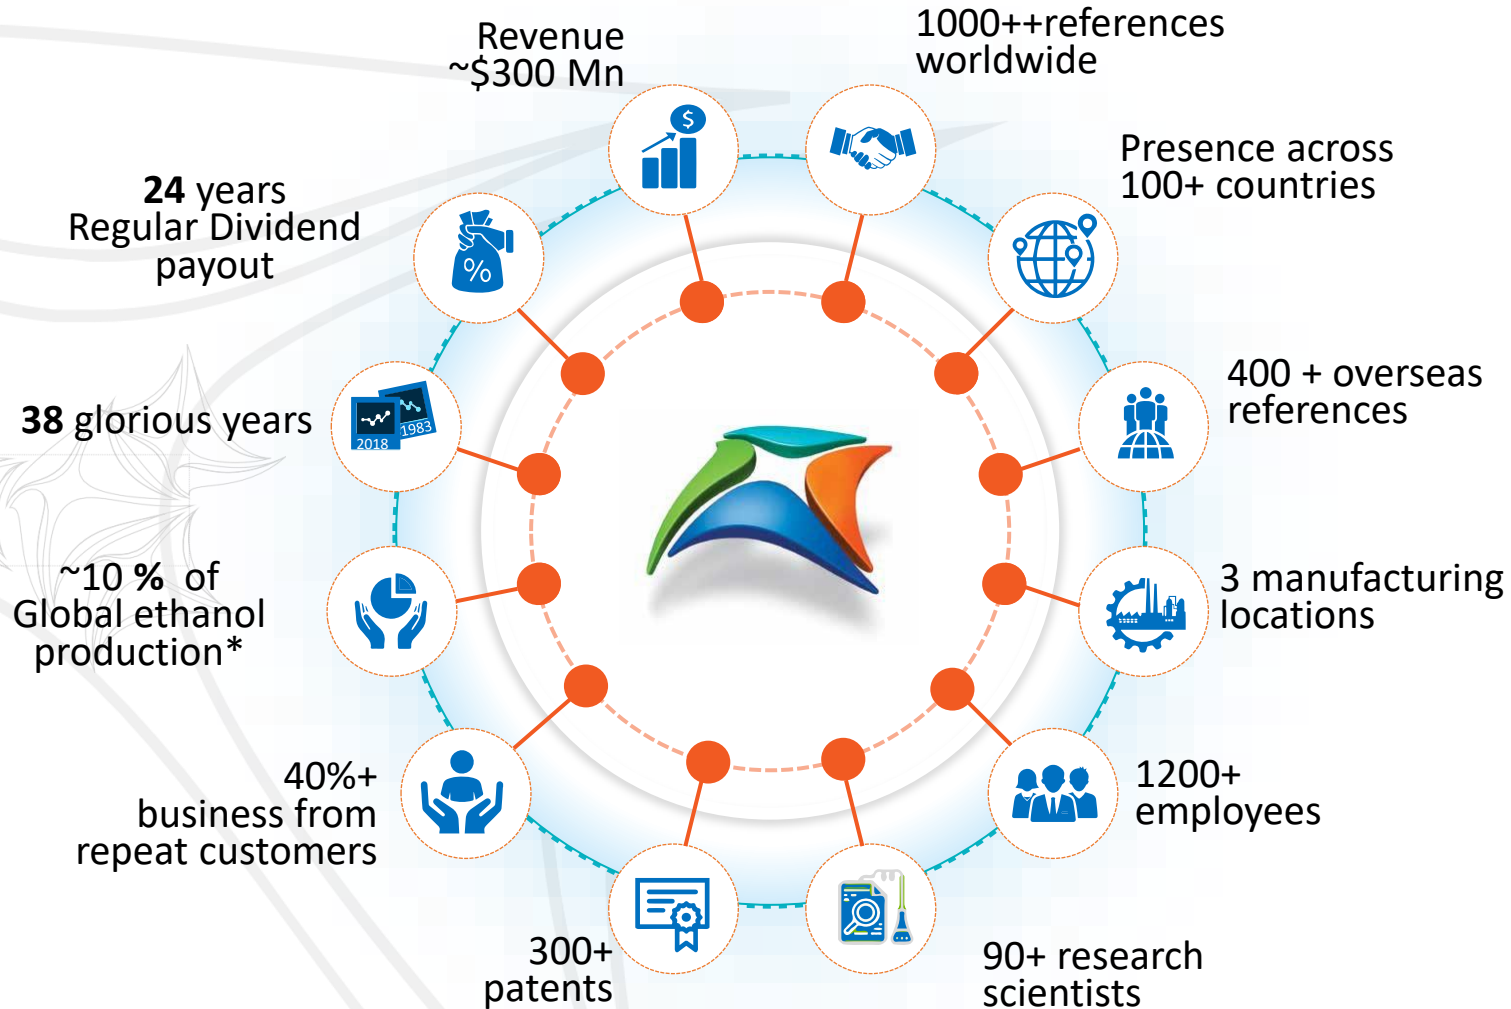 Revenue
~$300 Mn
1000++references
worldwide
Presence across
100+ countries
24 years
Regular Dividend
payout
$
%
400 + overseas
references
38 glorious years
2018
1983
~10 % of
Global ethanol
production*
3 manufacturing
locations
40%+
business from
repeat customers
1200+
employees
300+
patents
90+ research
scientists